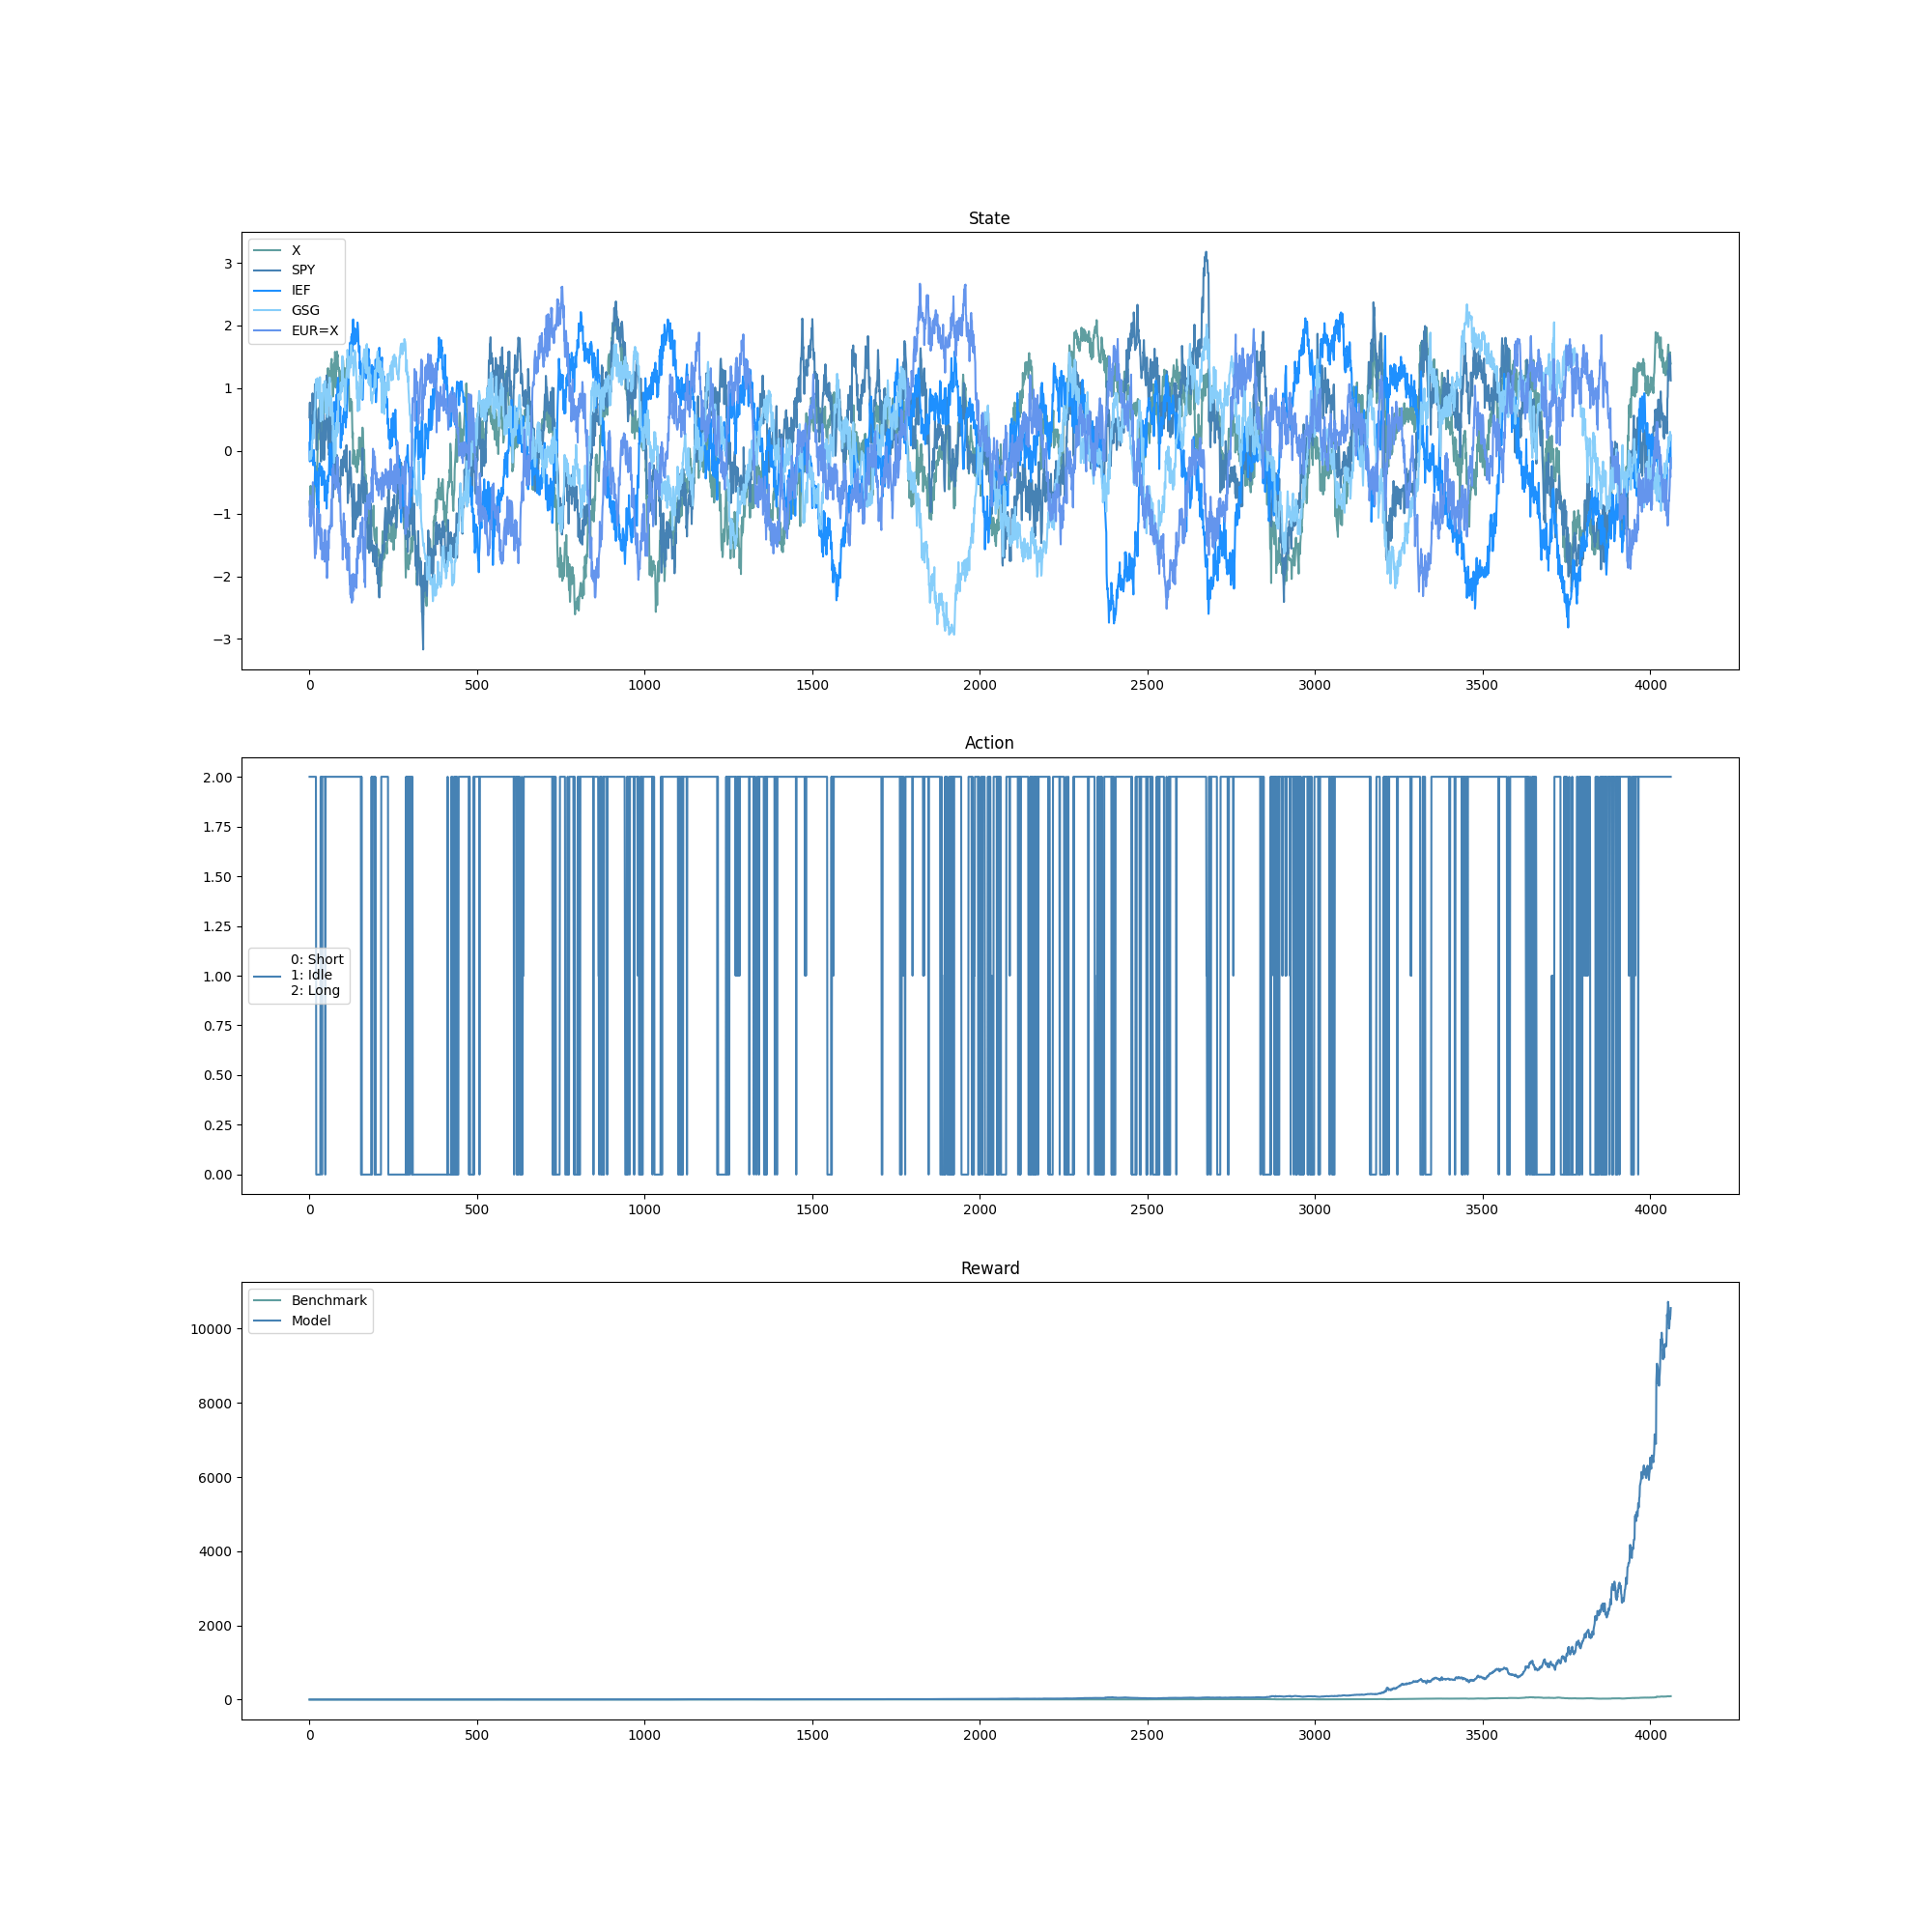 State
X
SPY
IEF
GSG
EUR=X
3
2
1
0
−1
−2
−3
0 500 1000 1500 2000 2500 3000 3500 4000
Action
2.00
1.75
1.50
1.25
1.00
0.75
0.50
0.25
0.00
0: Short
1: Idle
2: Long
0 500 1000 1500 2000 2500 3000 3500 4000
Reward
Benchmark
Model
10000
8000
6000
4000
2000
0
0 500 1000 1500 2000 2500 3000 3500 4000